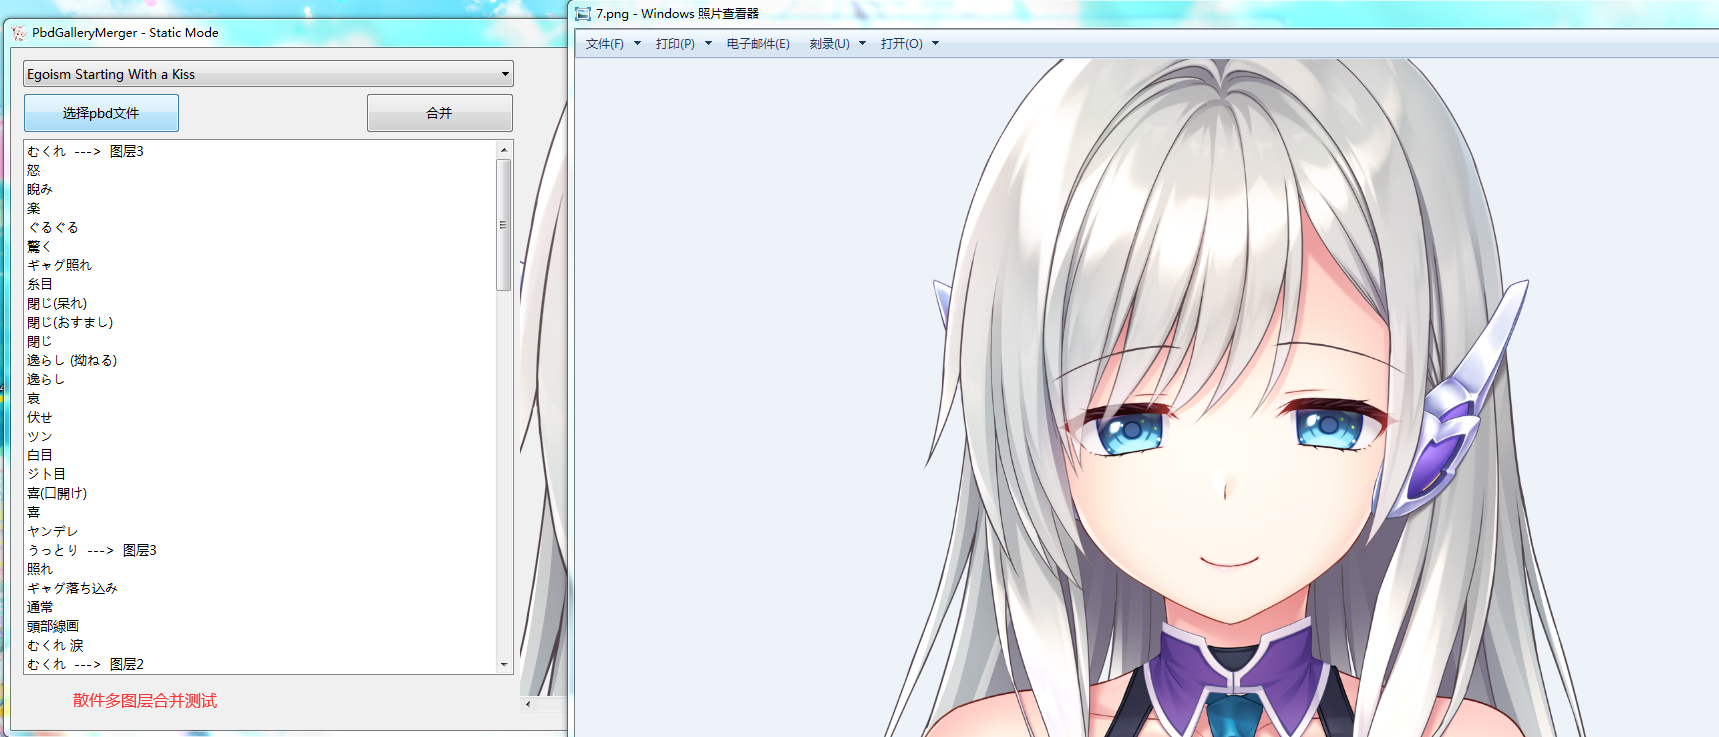 PbdGalleryMerger - Static Mode
Egoism Starting With a Kiss
选择pbd文件
合并
むくれ ---> 图层3
怒
睨み
楽
ぐるぐる
驚く
ギャグ照れ
糸目
閉じ(呆れ)
閉じ(おすまし)
閉じ
逸らし (拗ねる)
逸らし
哀
伏せ
ツン
白目
ジト目
喜(口開け)
喜
ヤンデレ
うっとり ---> 图层3
照れ
ギャグ落ち込み
通常
頭部線画
むくれ 涙
むくれ ---> 图层2
散件多图层合并测试
7.png - Windows 照片查看器
文件(F) 打印(P) 电子邮件(E) 刻录(U) 打开(O)